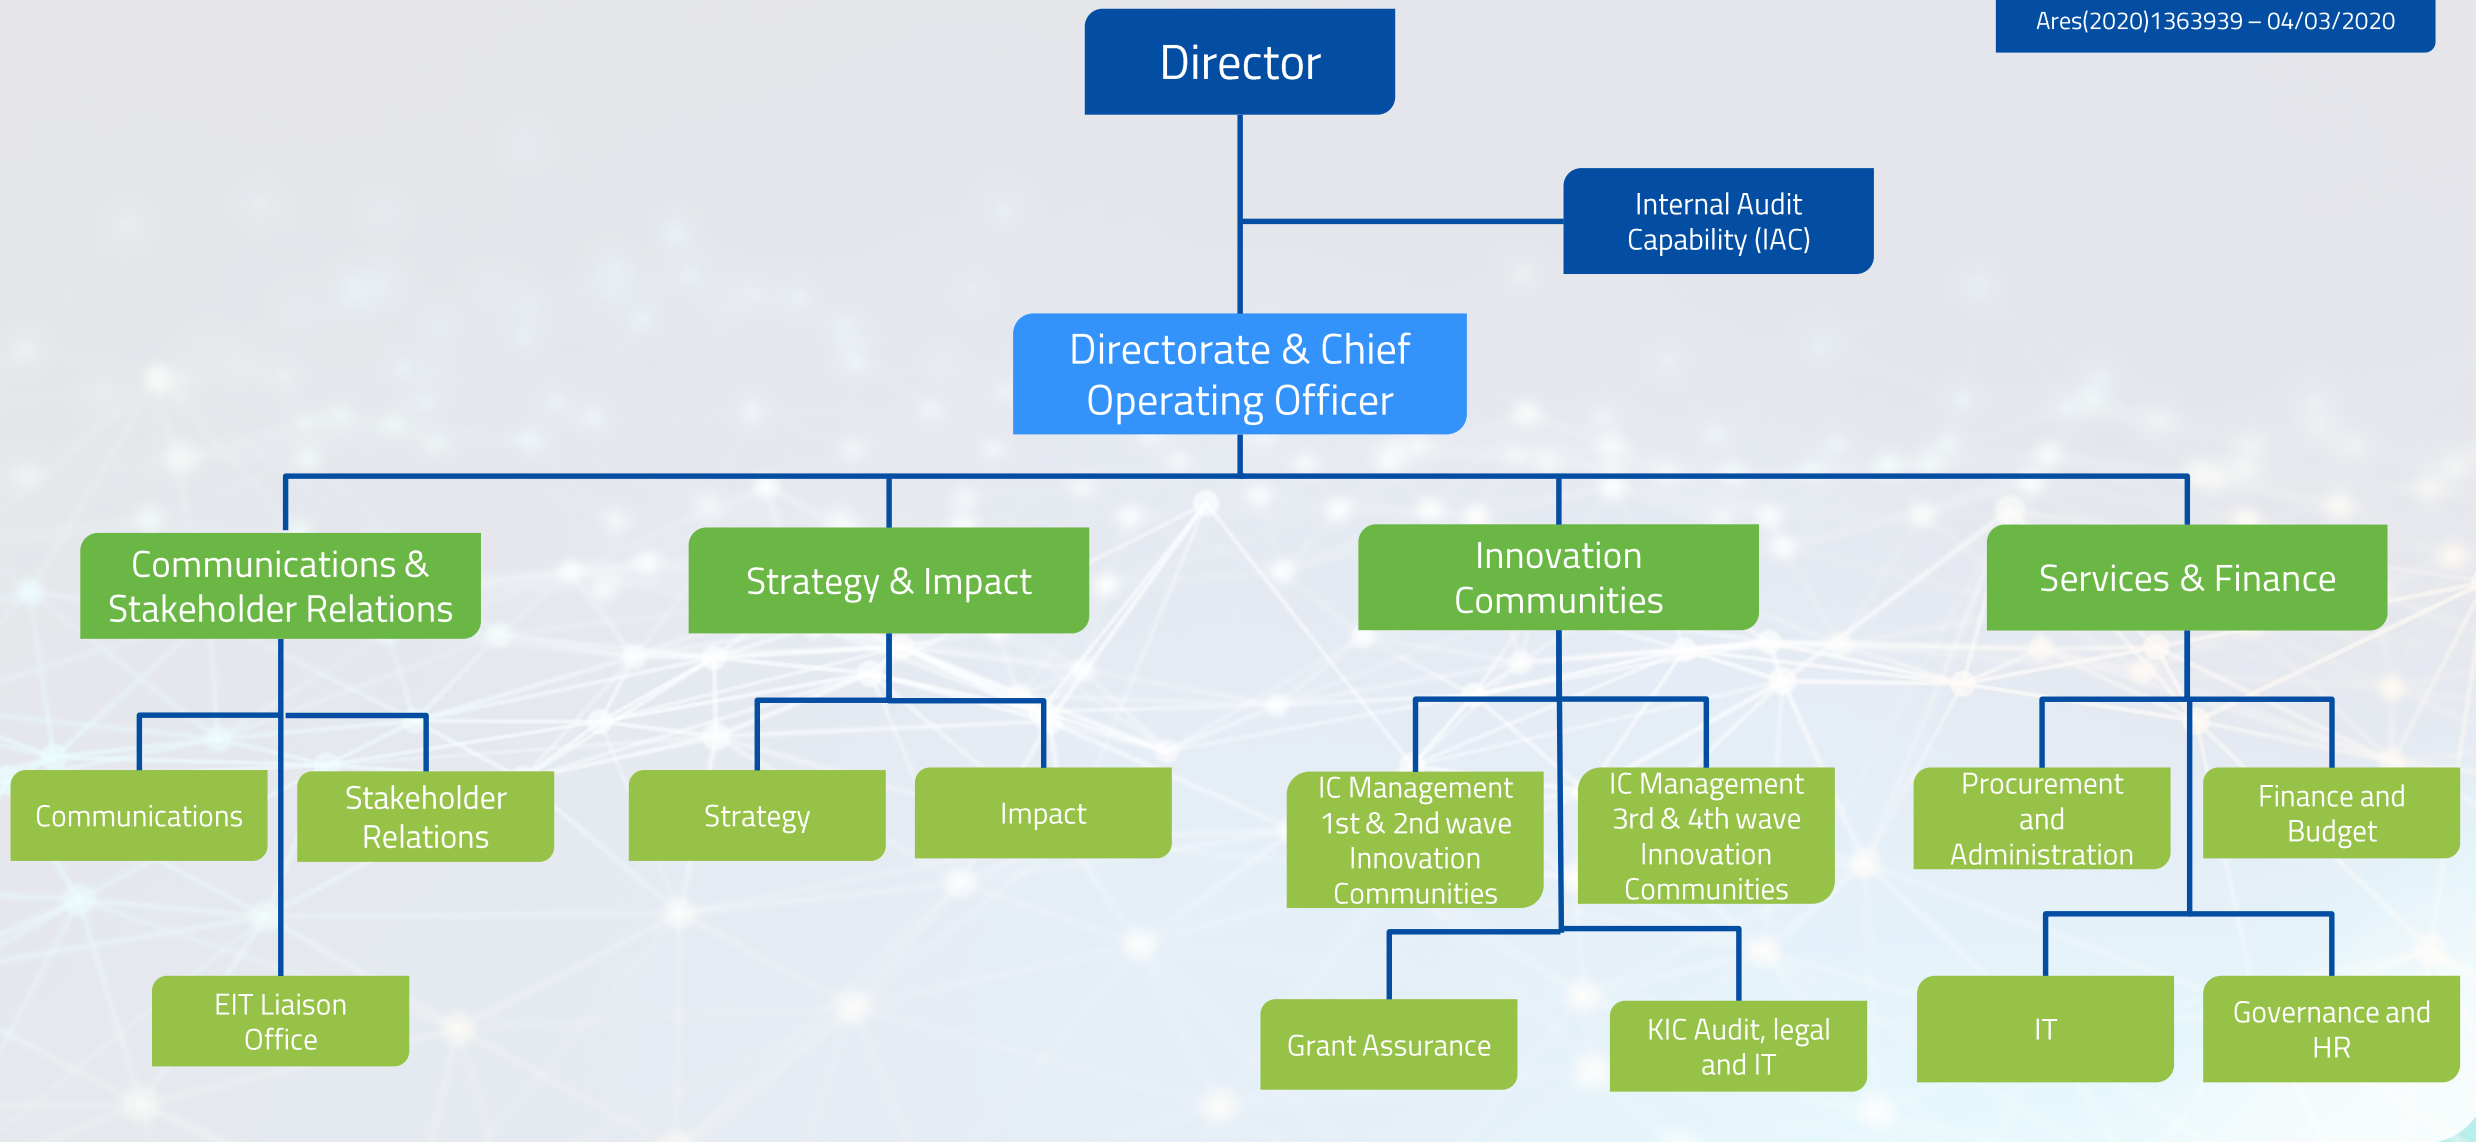 Ares(2020)1363939 – 04/03/2020
Director
Internal Audit
Capability (IAC)
Directorate & Chief
Operating Officer
Communications &
Stakeholder Relations
Strategy & Impact
Innovation
Communities
Services & Finance
Communications
Stakeholder
Relations
Strategy
Impact
IC Management
1st & 2nd wave
Innovation
Communities
IC Management
3rd & 4th wave
Innovation
Communities
Procurement
and
Administration
Finance and
Budget
EIT Liaison
Office
Grant Assurance
KIC Audit, legal
and IT
IT
Governance and
HR